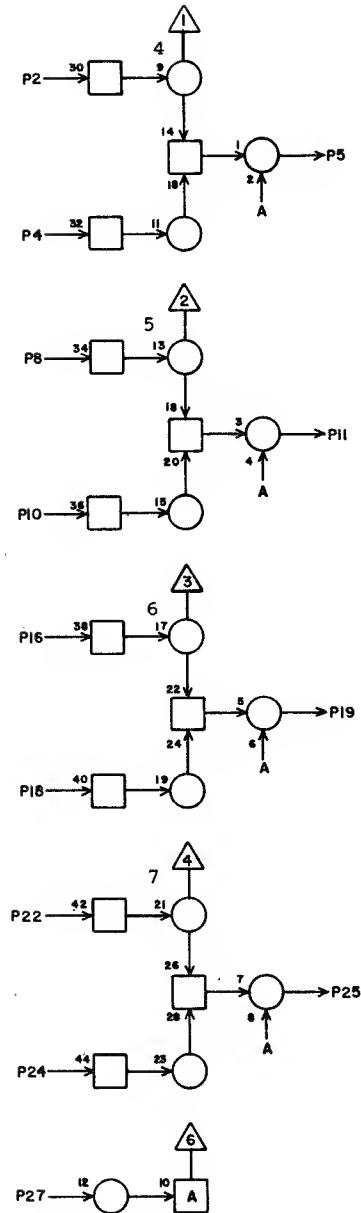 1
4
P2 30 9
14 1 P5
18 2
P4 32 11 A
2
5
P8 34 13
18 3 P11
20 4
P10 36 15 A
3
6
P16 38 17
22 5 P19
24 6
P18 40 19 A
4
7
P22 42 21
26 7 P25
28 8
P24 44 23 A
6
P27 12 10 A